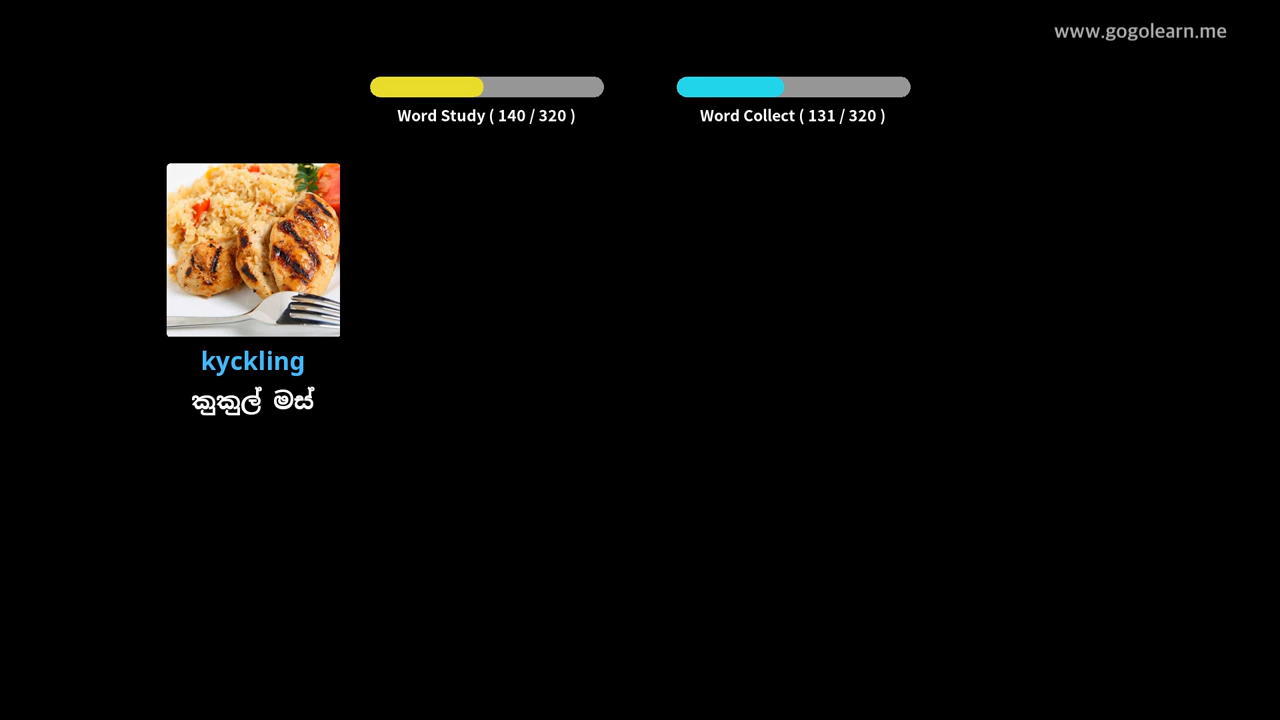 www.gogolearn.me
Word Study ( 140 / 320 )
Word Collect ( 131 / 320 )
kyckling
කුකුල් මස්